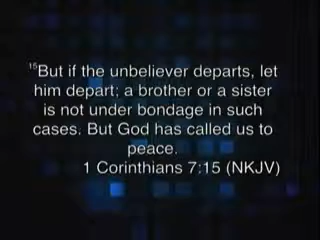 15But if the unbeliever departs, let
him depart; a brother or a sister
is not under bondage in such
cases. But God has called us to
peace.
1 Corinthians 7:15 (NKJV)